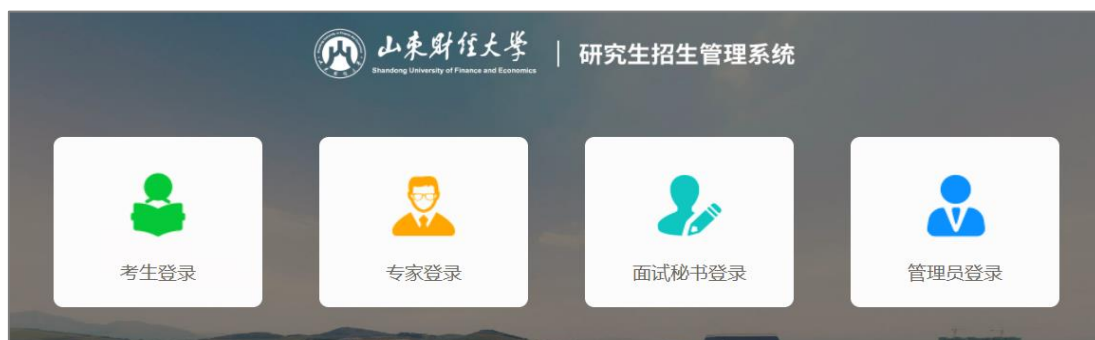 山东财经大学
Shandong University of Finance and Economics
研究生招生管理系统
考生登录
专家登录
面试秘书登录
管理员登录